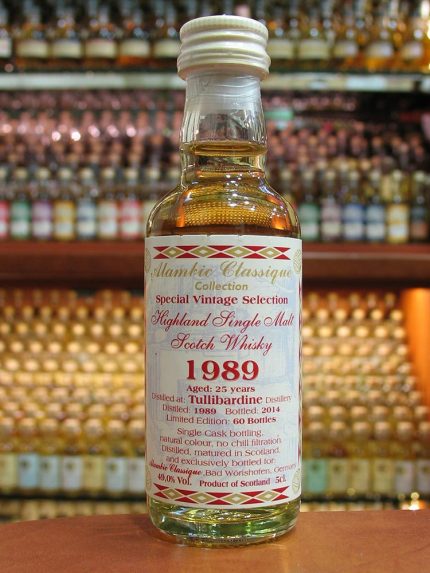 Alambic Classique
Collection
Special Vintage Selection
Highland Single Malt
Scotch Whisky
1989
Aged: 25 years
Distilled at: Tullibardine Distillery
Distilled: 1989 Bottled: 2014
Limited Edition: 60 Bottles
Single Cask bottling,
natural colour, no chill filtration.
Distilled, matured in Scotland,
and exclusively bottled for:
Alambic Classique, Bad Wörishofen, Germany
49,0% Vol. Product of Scotland 5cl.